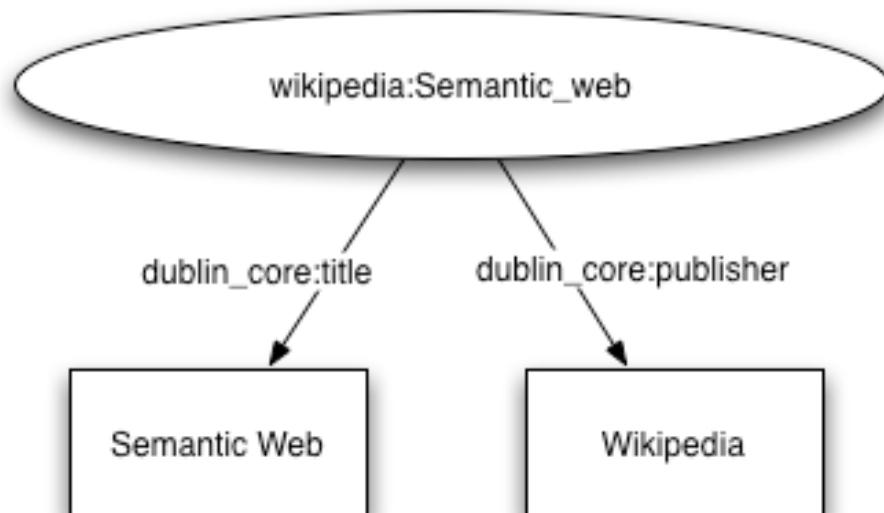 wikipedia:Semantic_web
dublin_core:title
dublin_core:publisher
Semantic Web
Wikipedia